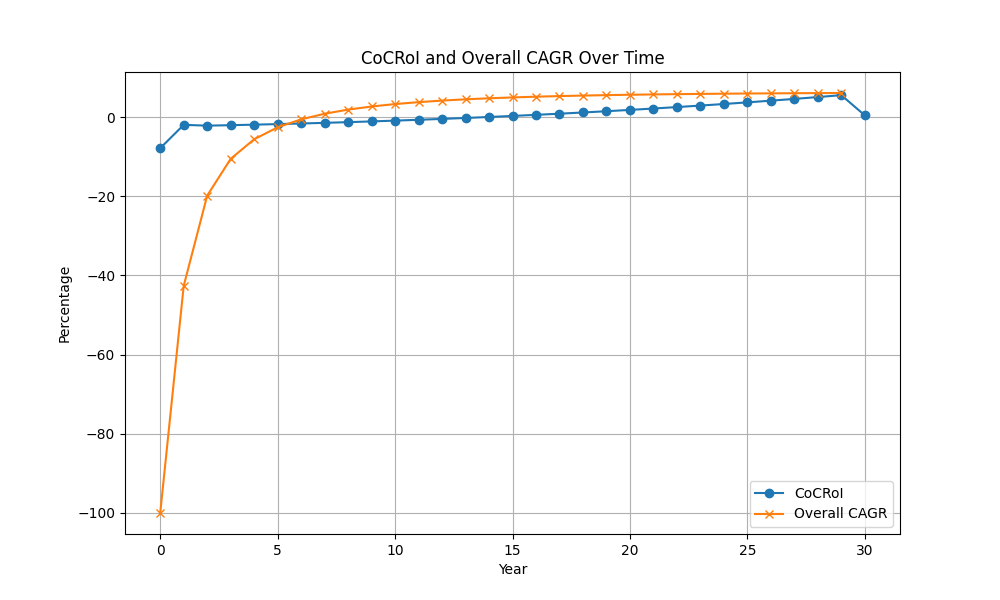 CoCRoI and Overall CAGR Over Time
Percentage
0
−20
−40
−60
−80
−100
0 5 10 15 20 25 30
Year
CoCRoI
Overall CAGR